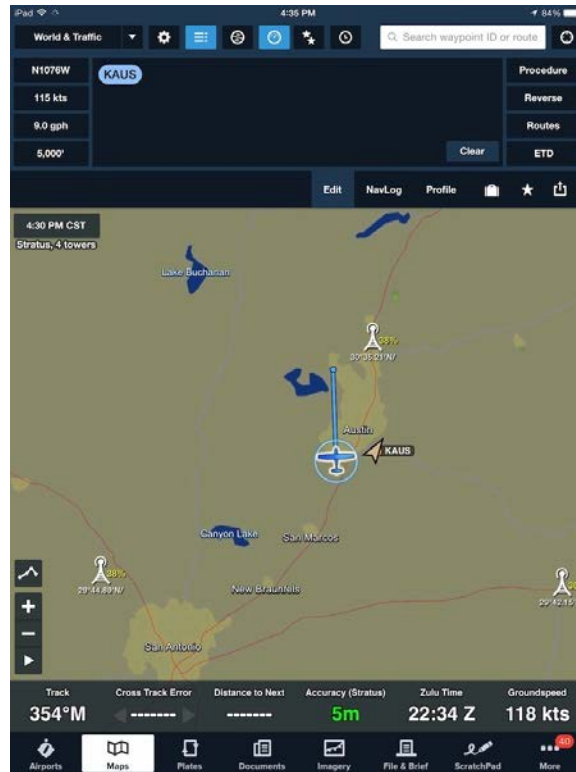 iPad 4:35 PM 84%
World & Traffic Search waypoint ID or route
N1076W KAUS Procedure
115 kts Reverse
9.0 gph Routes
5,000' Clear ETD
Edit NavLog Profile
4:30 PM CST
Stratus, 4 towers
Lake Buchanan
38%
30°35.21'N/
Austin
KAUS
Canyon Lake
San Marcos
38%
29°44.89'N/
New Braunfels
29°42.15'
San Antonio
Track Cross Track Error Distance to Next Accuracy (Stratus) Zulu Time Groundspeed
354°M ------- ------- 5m 22:34 Z 118 kts
40
Airports Maps Plates Documents Imagery File & Brief ScratchPad More